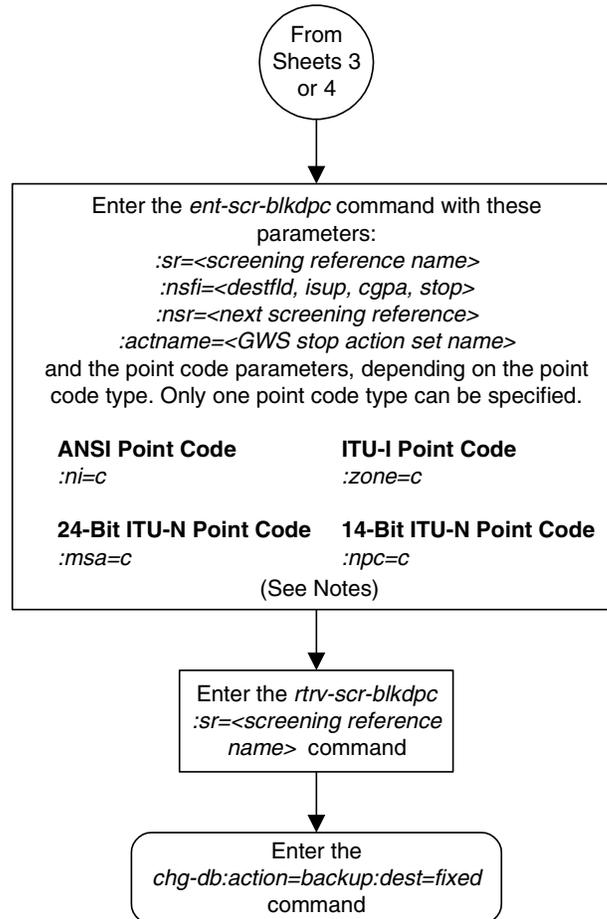 From
Sheets 3
or 4
Enter the ent-scr-blkdpc command with these
parameters:
:sr=<screening reference name>
:nsfi=<destfld, isup, cgpa, stop>
:nsr=<next screening reference>
:actname=<GWS stop action set name>
and the point code parameters, depending on the point
code type. Only one point code type can be specified.
ANSI Point Code
:ni=c
ITU-I Point Code
:zone=c
24-Bit ITU-N Point Code
:msa=c
14-Bit ITU-N Point Code
:npc=c
(See Notes)
Enter the rtrv-scr-blkdpc
:sr=<screening reference
name> command
Enter the
chg-db:action=backup:dest=fixed
command